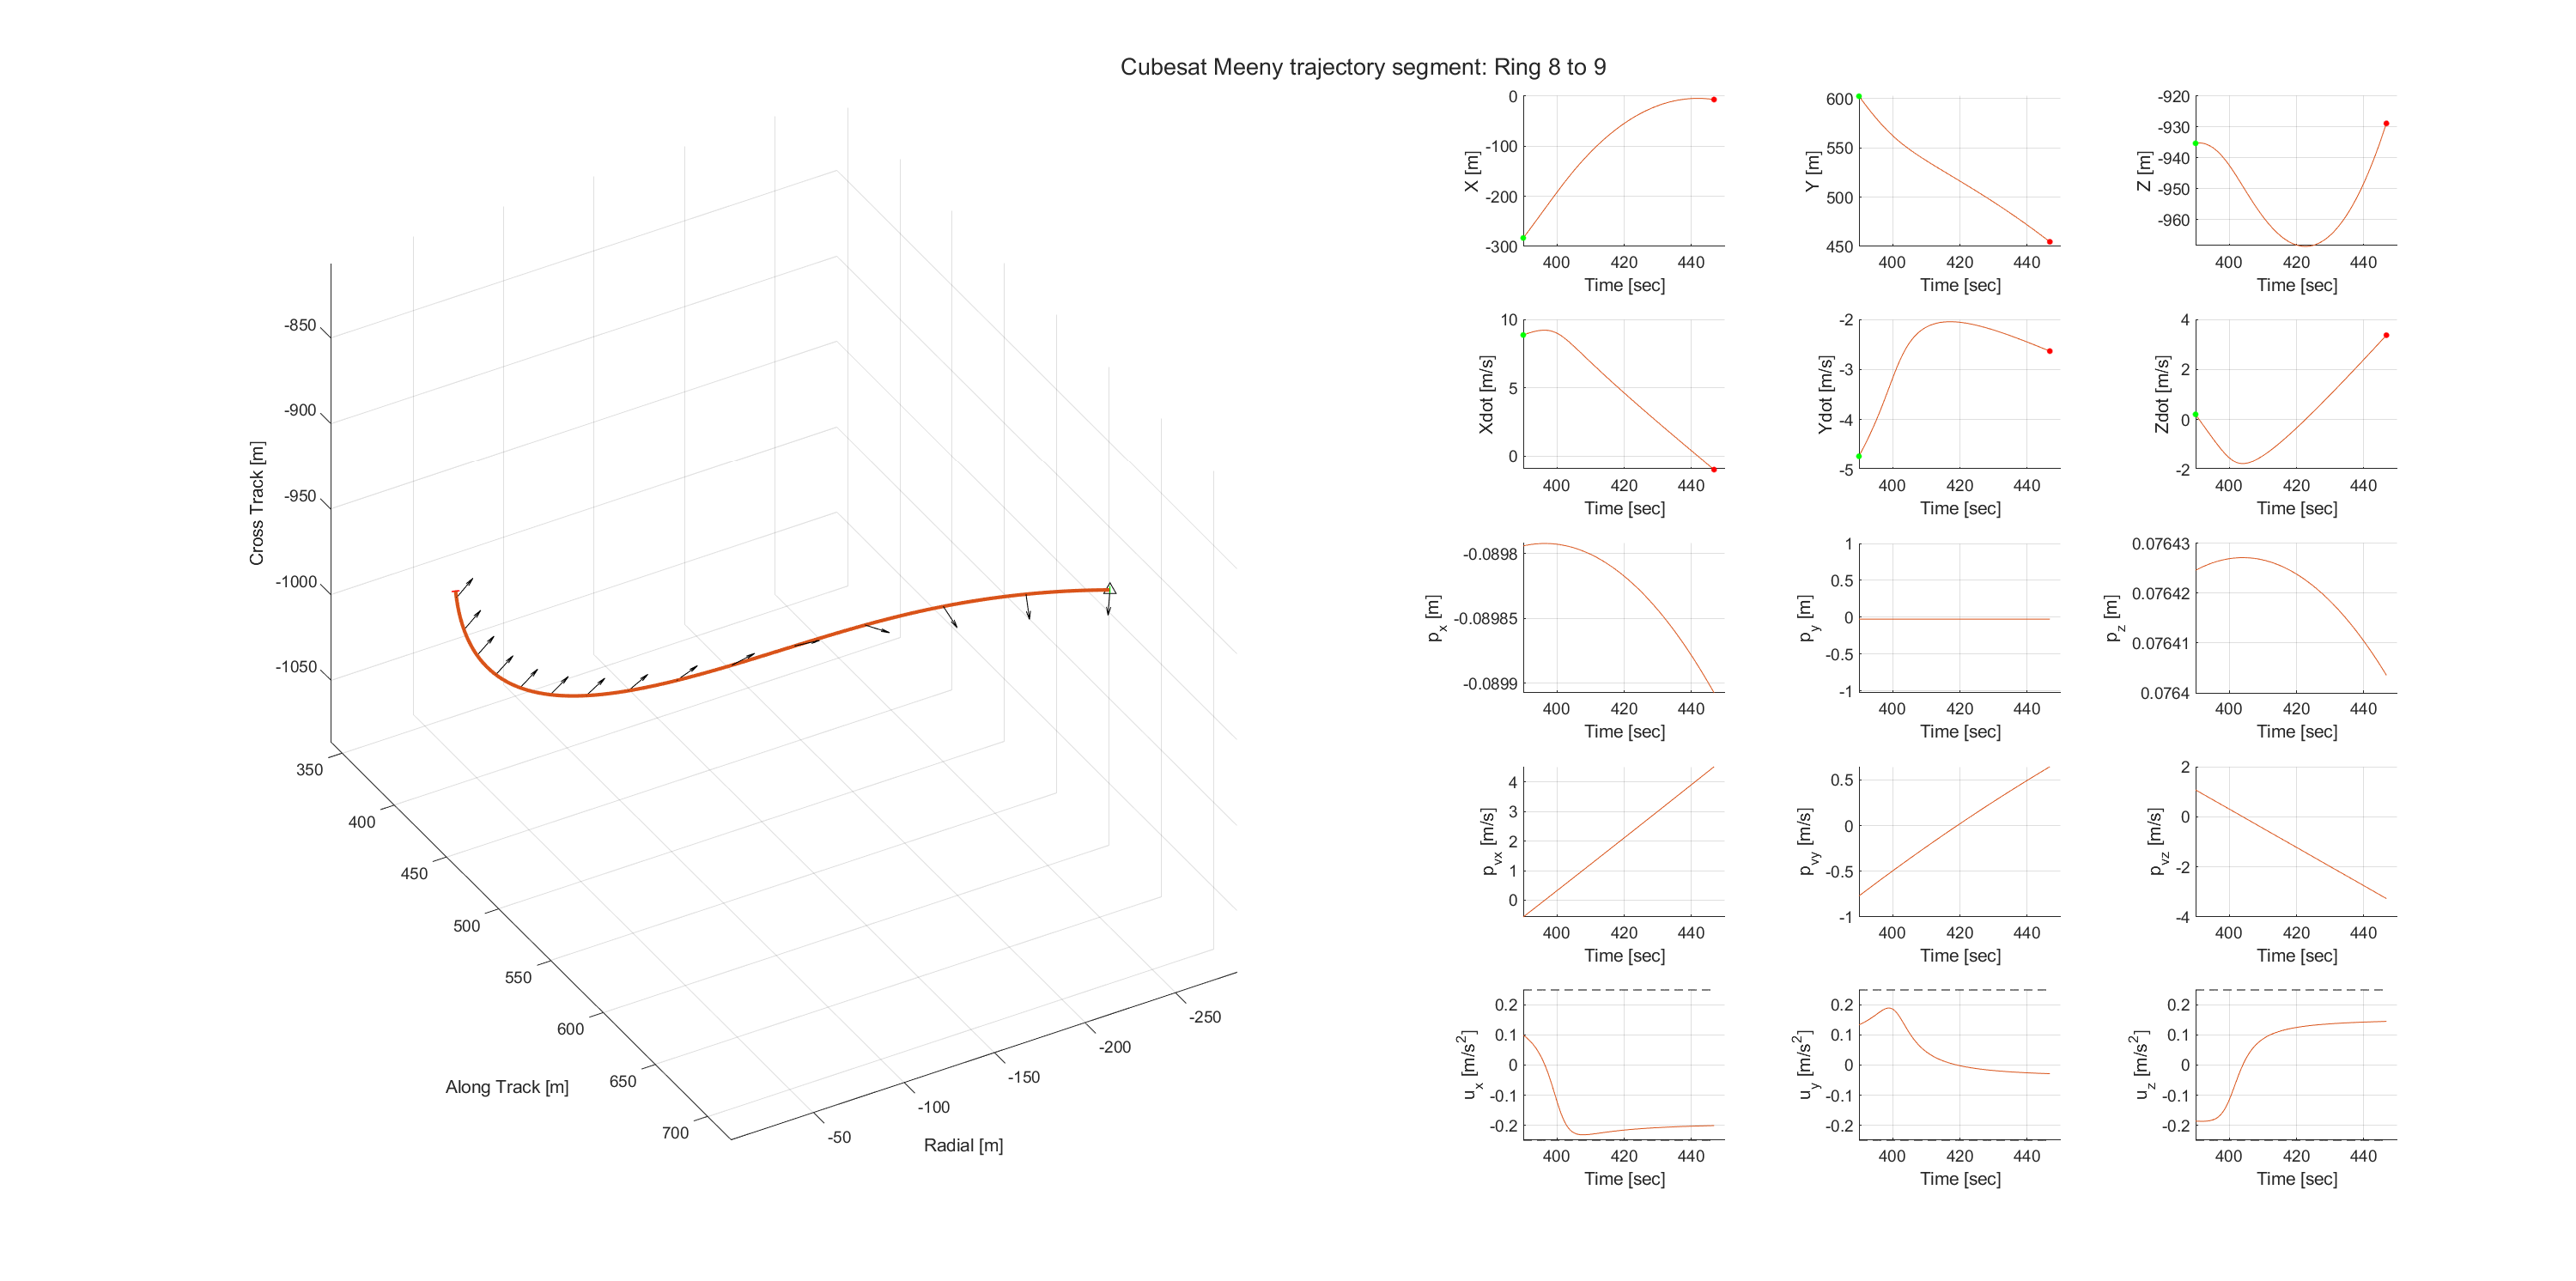 Cubesat Meeny trajectory segment: Ring 8 to 9
-850
-900
-950
-1000
-1050
Cross Track [m]
350
400
450
500
550
600
650
700
Along Track [m]
-50
-100
-150
-200
-250
Radial [m]
0
-100
-200
-300
X [m]
400 420 440
Time [sec]
600
550
500
450
Y [m]
400 420 440
Time [sec]
-920
-930
-940
-950
-960
Z [m]
400 420 440
Time [sec]
10
5
0
Xdot [m/s]
400 420 440
Time [sec]
-2
-3
-4
-5
Ydot [m/s]
400 420 440
Time [sec]
4
2
0
-2
Zdot [m/s]
400 420 440
Time [sec]
-0.0898
-0.08985
-0.0899
p_x [m]
400 420 440
Time [sec]
1
0.5
0
-0.5
-1
p_y [m]
400 420 440
Time [sec]
0.07643
0.07642
0.07641
0.0764
p_z [m]
400 420 440
Time [sec]
4
3
2
1
0
p_vx [m/s]
400 420 440
Time [sec]
0.5
0
-0.5
-1
p_vy [m/s]
400 420 440
Time [sec]
2
0
-2
-4
p_vz [m/s]
400 420 440
Time [sec]
0.2
0.1
0
-0.1
-0.2
u_x [m/s²]
400 420 440
Time [sec]
0.2
0.1
0
-0.1
-0.2
u_y [m/s²]
400 420 440
Time [sec]
0.2
0.1
0
-0.1
-0.2
u_z [m/s²]
400 420 440
Time [sec]